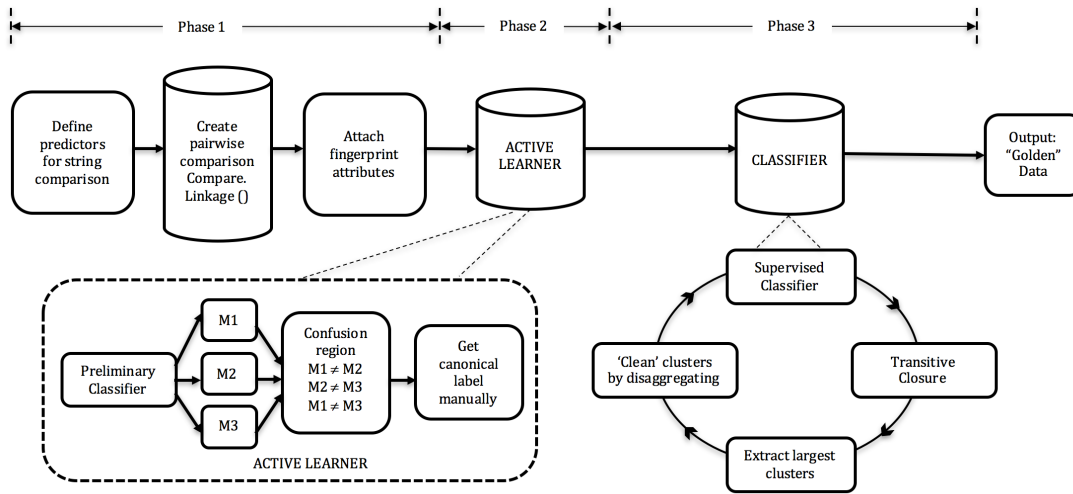 Phase 1
Phase 2
Phase 3
Define
predictors
for string
comparison
Create
pairwise
comparison
Compare.
Linkage ()
Attach
fingerprint
attributes
ACTIVE
LEARNER
CLASSIFIER
Output:
“Golden”
Data
Preliminary
Classifier
M1
M2
M3
Confusion
region
M1 ≠ M2
M2 ≠ M3
M1 ≠ M3
Get
canonical
label
manually
ACTIVE LEARNER
Supervised
Classifier
Transitive
Closure
Extract largest
clusters
‘Clean’ clusters
by disaggregating